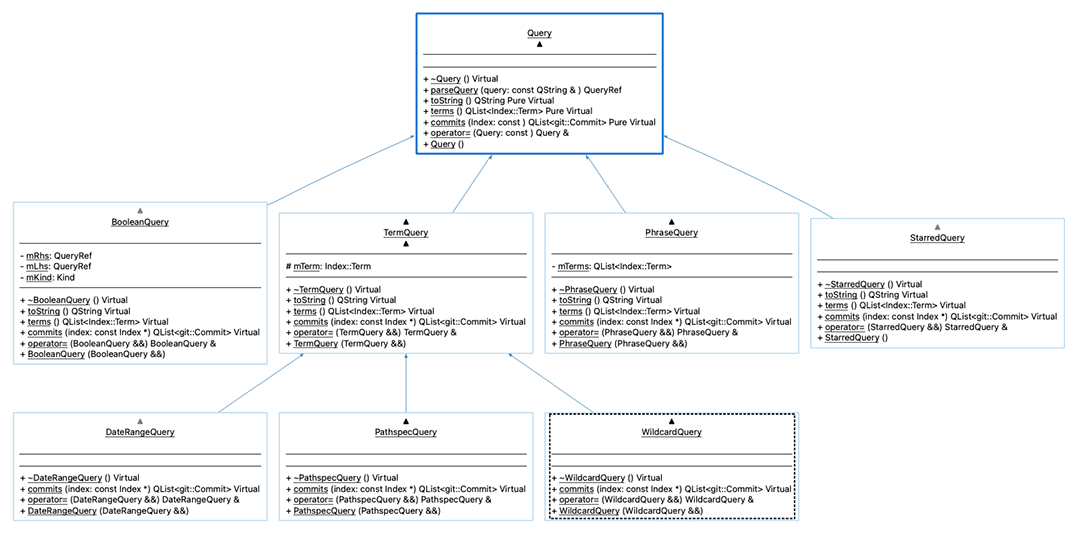 Query
+ ~Query () Virtual
+ parseQuery (query: const QString & ) QueryRef
+ toString () QString Pure Virtual
+ terms () QList<Index::Term> Pure Virtual
+ commits (Index: const ) QList<git::Commit> Pure Virtual
+ operator= (Query: const ) Query &
+ Query ()
BooleanQuery
- mRhs: QueryRef
- mLhs: QueryRef
- mKind: Kind
+ ~BooleanQuery () Virtual
+ toString () QString
+ terms () QList<Index::Term> Virtual
+ commits (index: const Index *) QList<git::Commit> Virtual
+ operator= (BooleanQuery &&) BooleanQuery &
+ BooleanQuery (BooleanQuery &&)
TermQuery
# mTerm: Index::Term
+ ~TermQuery () Virtual
+ toString () QString Virtual
+ terms () QList<Index::Term> Virtual
+ commits (index: const Index *) QList<git::Commit> Virtual
+ operator= (TermQuery &&) TermQuery &
+ TermQuery (TermQuery &&)
PhraseQuery
- mTerms: QList<Index::Term>
+ ~PhraseQuery () Virtual
+ toString () QString Virtual
+ terms () QList<Index::Term> Virtual
+ commits (index: const Index *) QList<git::Commit> Virtual
+ operator= (PhraseQuery &&) PhraseQuery &
+ PhraseQuery (PhraseQuery &&)
StarredQuery
+ ~StarredQuery () Virtual
+ toString () QString Virtual
+ terms () QList<Index::Term> Virtual
+ commits (index: const Index *) QList<git::Commit> Virtual
+ operator= (StarredQuery &&) StarredQuery &
+ StarredQuery ()
DateRangeQuery
+ ~DateRangeQuery () Virtual
+ commits (index: const Index *) QList<git::Commit> Virtual
+ operator= (DateRangeQuery &&) DateRangeQuery &
+ DateRangeQuery (DateRangeQuery &&)
PathspecQuery
+ ~PathspecQuery () Virtual
+ commits (index: const Index *) QList<git::Commit> Virtual
+ operator= (PathspecQuery &&) PathspecQuery &
+ PathspecQuery (PathspecQuery &&)
WildcardQuery
+ ~WildcardQuery () Virtual
+ commits (index: const Index *) QList<git::Commit> Virtual
+ operator= (WildcardQuery &&) WildcardQuery &
+ WildcardQuery (WildcardQuery &&)